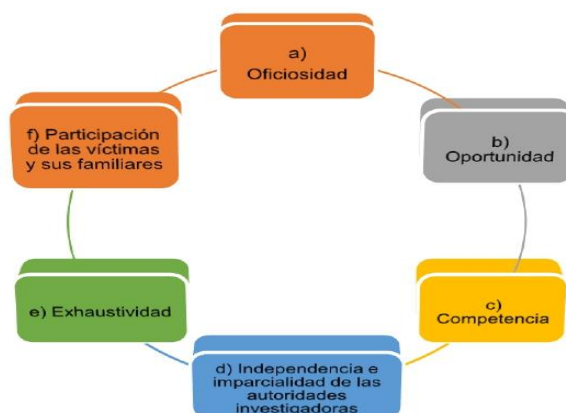 a)
Oficiosidad
b)
Oportunidad
c)
Competencia
d) Independencia e
imparcialidad de las
autoridades
investigadoras
e) Exhaustividad
f) Participación
de las víctimas
y sus familiares